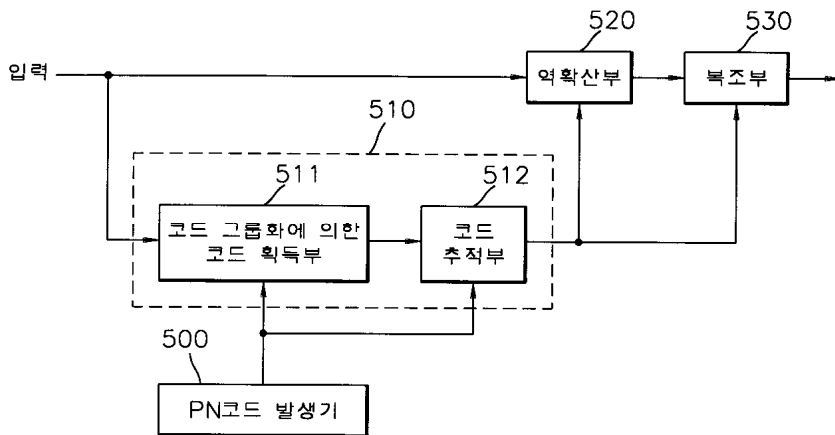 520
530
입력
역확산부
복조부
510
511
512
코드 그룹화에 의한
코드 획득부
코드
추적부
500
PN코드 발생기